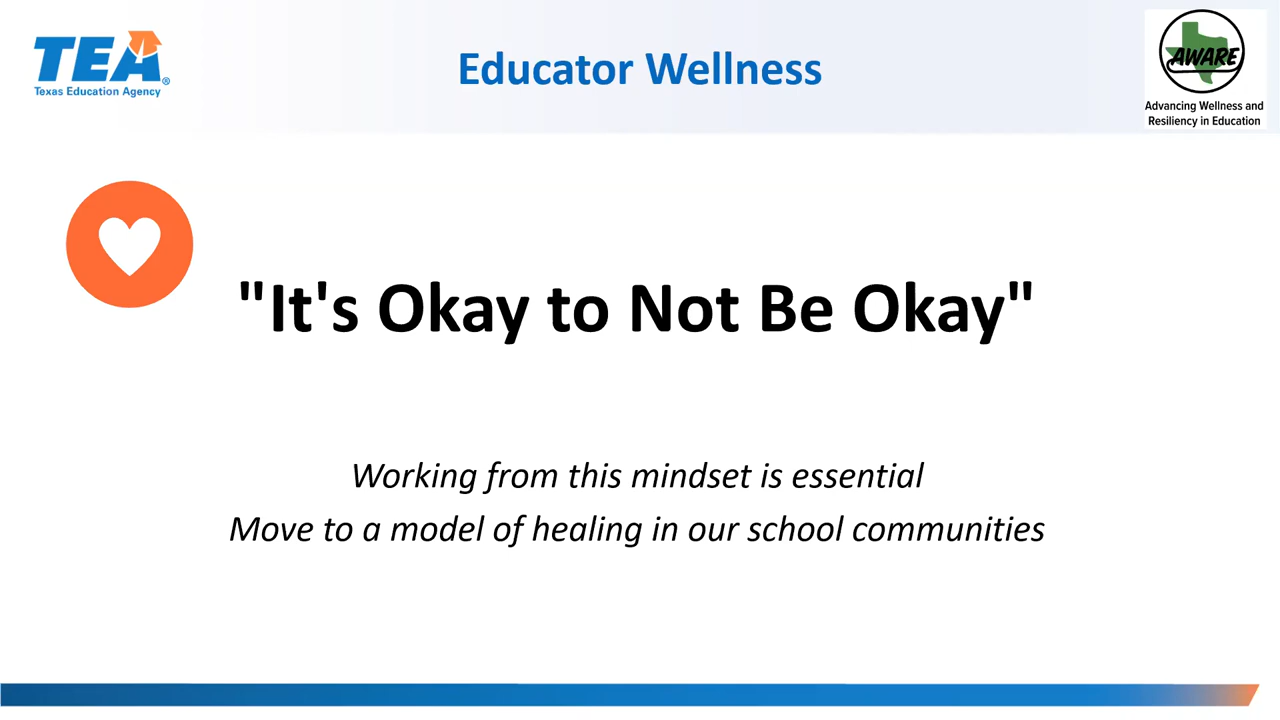 TEA®
Texas Education Agency
Educator Wellness
AWARE
Advancing Wellness and
Resiliency in Education
"It's Okay to Not Be Okay"
Working from this mindset is essential
Move to a model of healing in our school communities